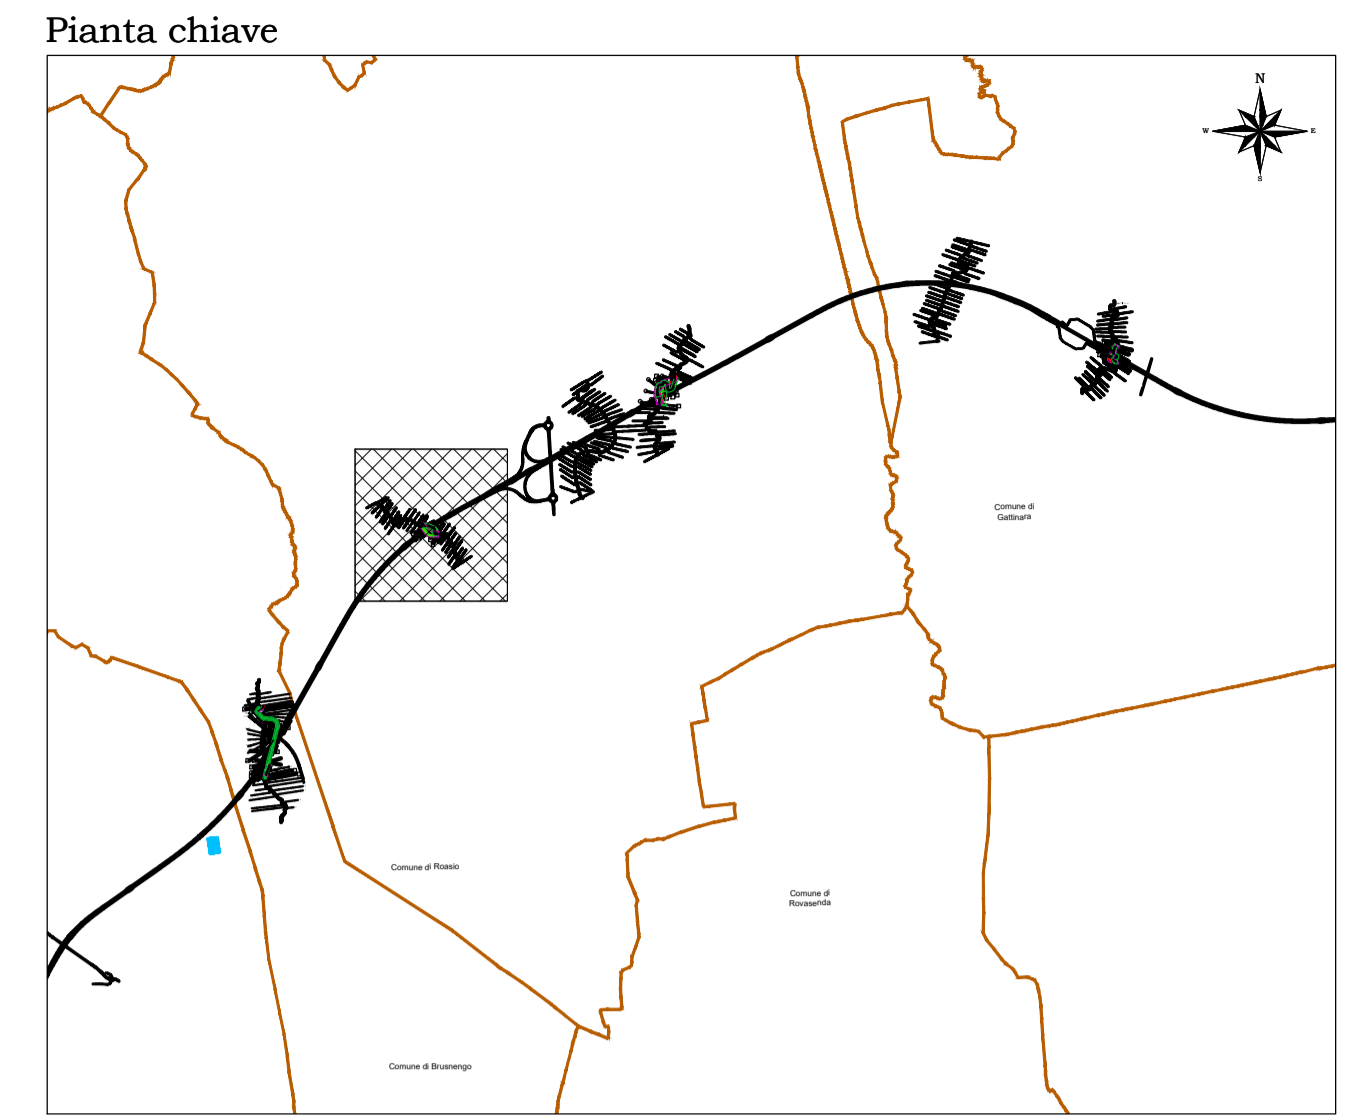 Pianta chiave
N
W
E
S
Comune di
Gattinara
Comune di Roasio
Comune di
Rovasenda
Comune di Brusnengo